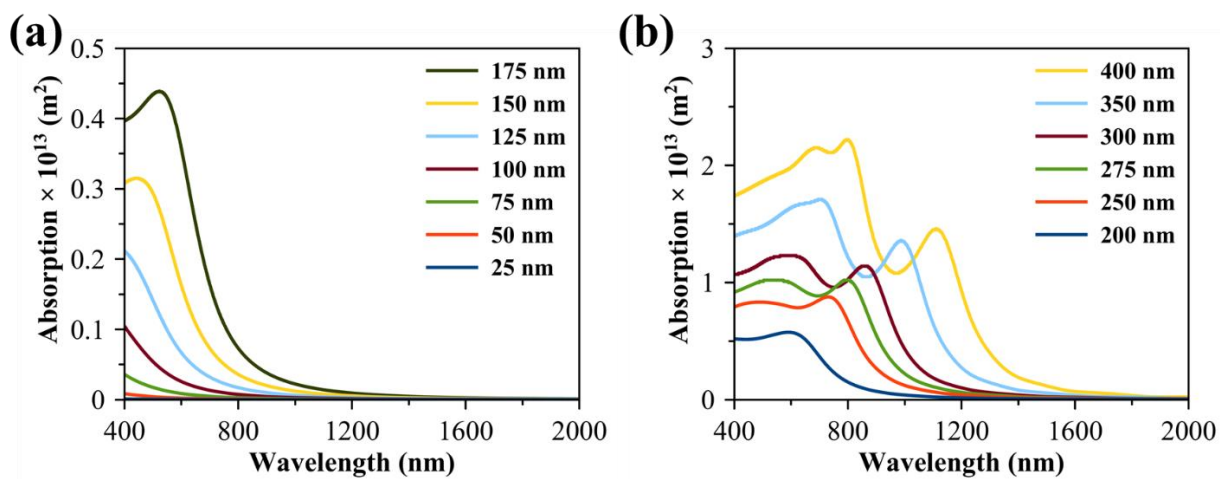 (a)
Absorption × 10¹³ (m²)
0.5
0.4
0.3
0.2
0.1
0
175 nm
150 nm
125 nm
100 nm
75 nm
50 nm
25 nm
400 800 1200 1600 2000
Wavelength (nm)
(b)
Absorption × 10¹³ (m²)
3
2
1
0
400 nm
350 nm
300 nm
275 nm
250 nm
200 nm
400 800 1200 1600 2000
Wavelength (nm)